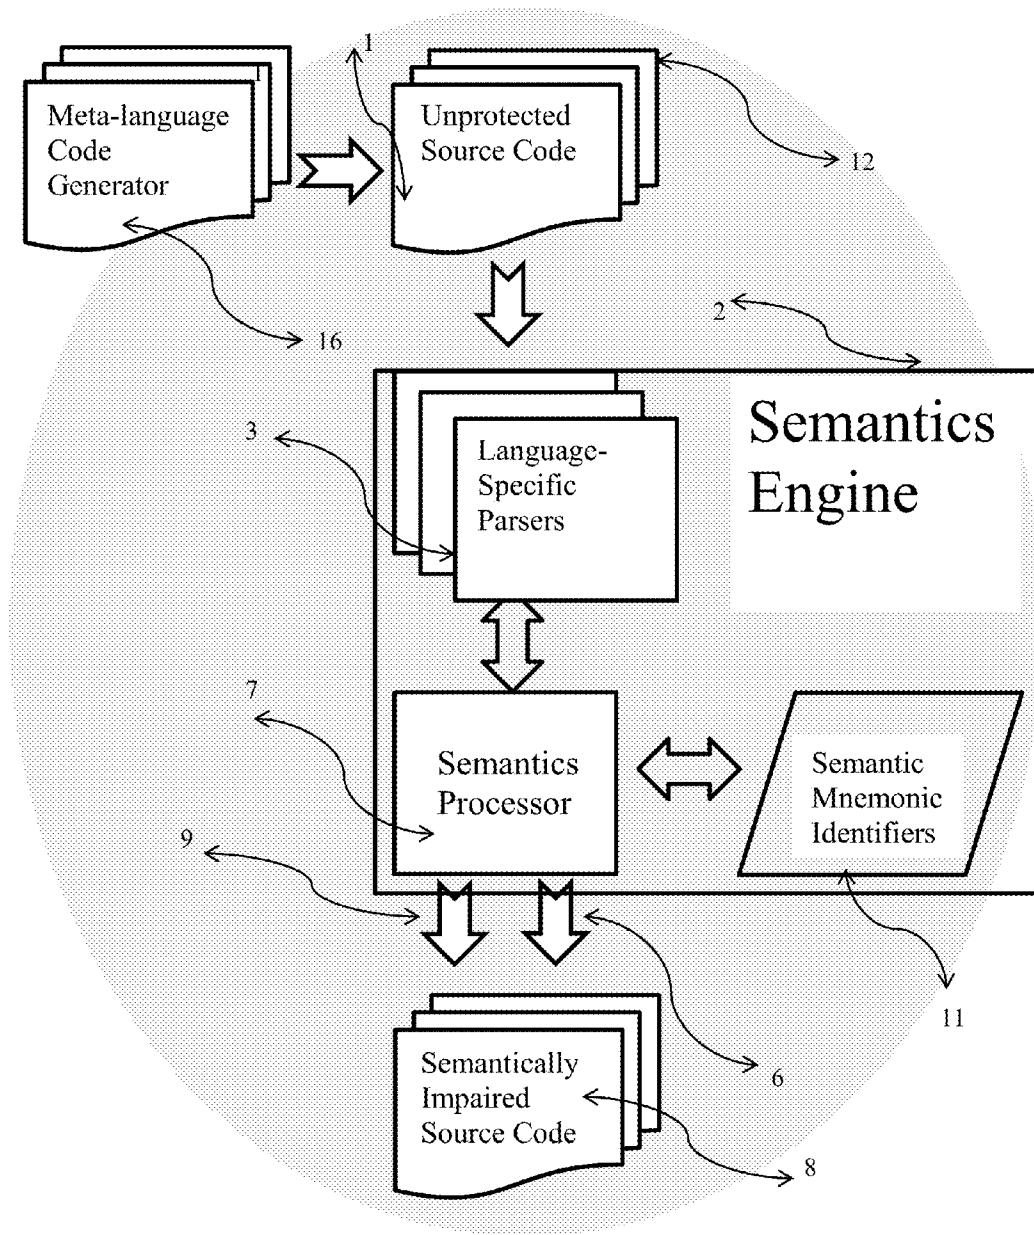 1
Meta-language
Code
Generator
Unprotected
Source Code
12
16
2
3
Language-
Specific
Parsers
Semantics
Engine
7
Semantics
Processor
Semantic
Mnemonic
Identifiers
9
11
6
Semantically
Impaired
Source Code
8